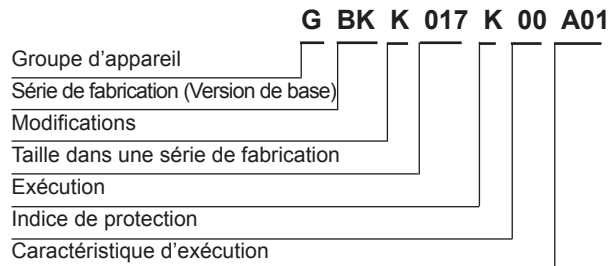 G BK K 017 K 00 A01
Groupe d’appareil
Série de fabrication (Version de base)
Modifications
Taille dans une série de fabrication
Exécution
Indice de protection
Caractéristique d’exécution